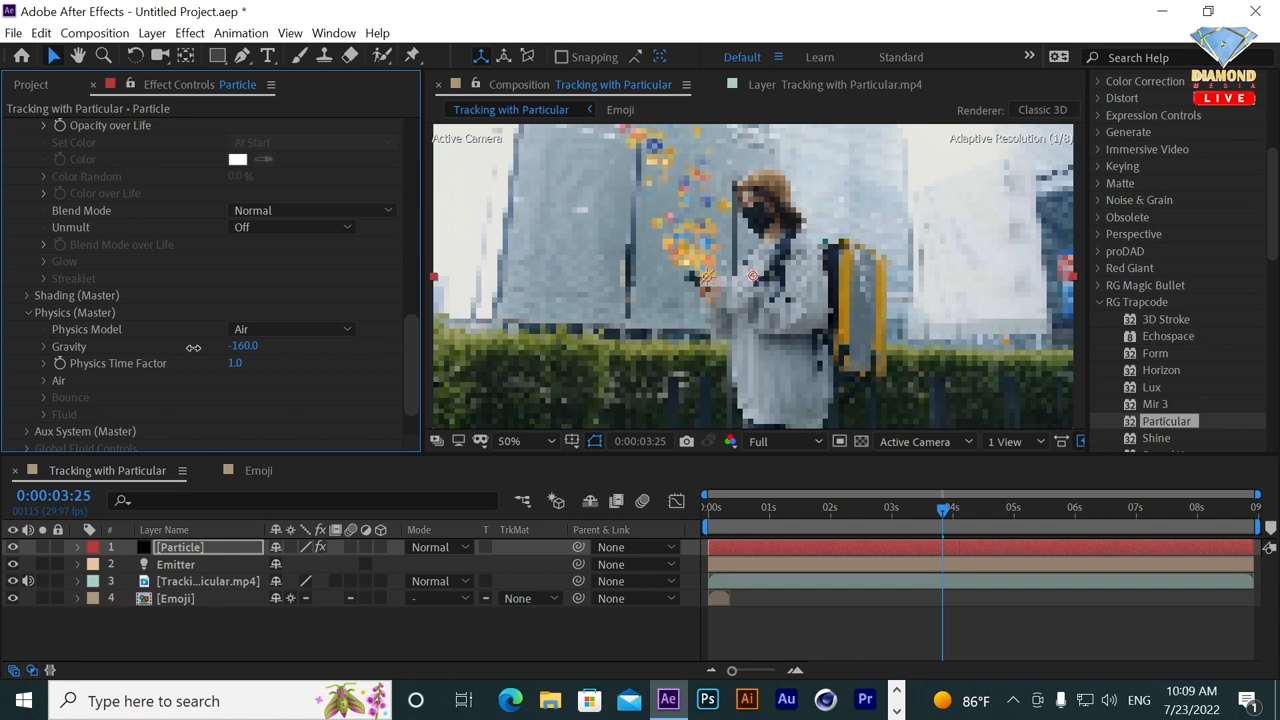 Adobe After Effects - Untitled Project.aep *
File Edit Composition Layer Effect Animation View Window Help
Snapping Default Learn Standard Search Help
DIAMOND
MEDIA
LIVE
Project Effect Controls Particle Composition Tracking with Particular Layer Tracking with Particular.mp4
Tracking with Particular • Particle
Tracking with Particular Emoji Renderer: Classic 3D
Active Camera Adaptive Resolution (1/8)
Opacity over Life
Set Color At Start
Color
Color Random 0.0 %
Color over Life
Blend Mode Normal
Unmult Off
Blend Mode over Life
Glow
Streaklet
Shading (Master)
Physics (Master)
Physics Model Air
Gravity -160.0
Physics Time Factor 1.0
Air
Bounce
Fluid
Aux System (Master)
Global Fluid Controls
50% 0:00:03:25 Full Active Camera 1 View
Color Correction
Distort
Expression Controls
Generate
Immersive Video
Keying
Matte
Noise & Grain
Obsolete
Perspective
proDAD
Red Giant
RG Magic Bullet
RG Trapcode
3D Stroke
Echospace
Form
Horizon
Lux
Mir 3
Particular
Shine
Tracking with Particular Emoji
0:00:03:25
00115 (29.97 fps)
:00s 01s 02s 03s 04s 05s 06s 07s 08s 09
# Layer Name Mode T TrkMat Parent & Link
1 [Particle] Normal None
2 Emitter None
3 [Tracki...icular.mp4] Normal None
4 [Emoji] - None None
Type here to search
86°F ENG 10:09 AM
7/23/2022